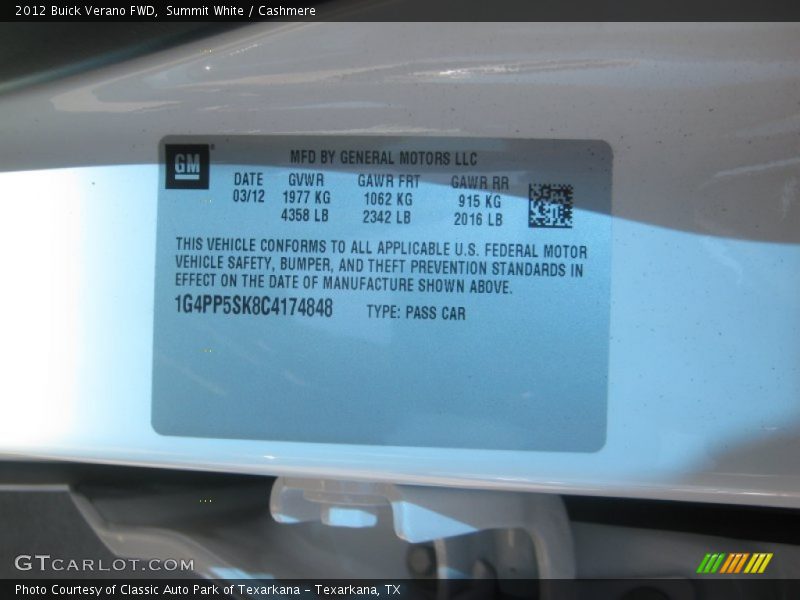 2012 Buick Verano FWD,  Summit White / Cashmere
GM
MFD BY GENERAL MOTORS LLC
DATE GVWR GAWR FRT GAWR RR
03/12 1977 KG 1062 KG 915 KG
4358 LB 2342 LB 2016 LB
THIS VEHICLE CONFORMS TO ALL APPLICABLE U.S. FEDERAL MOTOR
VEHICLE SAFETY, BUMPER, AND THEFT PREVENTION STANDARDS IN
EFFECT ON THE DATE OF MANUFACTURE SHOWN ABOVE.
1G4PP5SK8C4174848 TYPE: PASS CAR
GTCARLOT.COM
Photo Courtesy of Classic Auto Park of Texarkana - Texarkana, TX